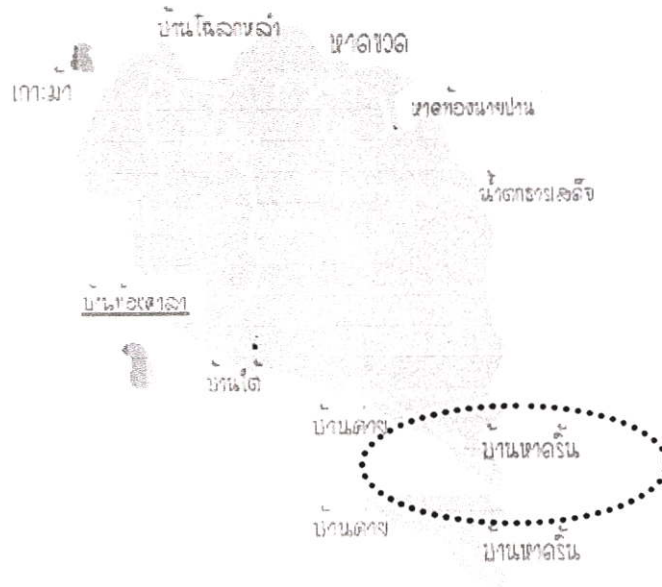 บ้านโฉลกหลำ
หาดขวด
เกาะม้า
หาดท้องนายปาน
น้ำตกธารเสด็จ
บ้านท้องศาลา
บ้านใต้
บ้านค่าย
บ้านหาดริ้น
บ้านค่าย
บ้านหาดริ้น